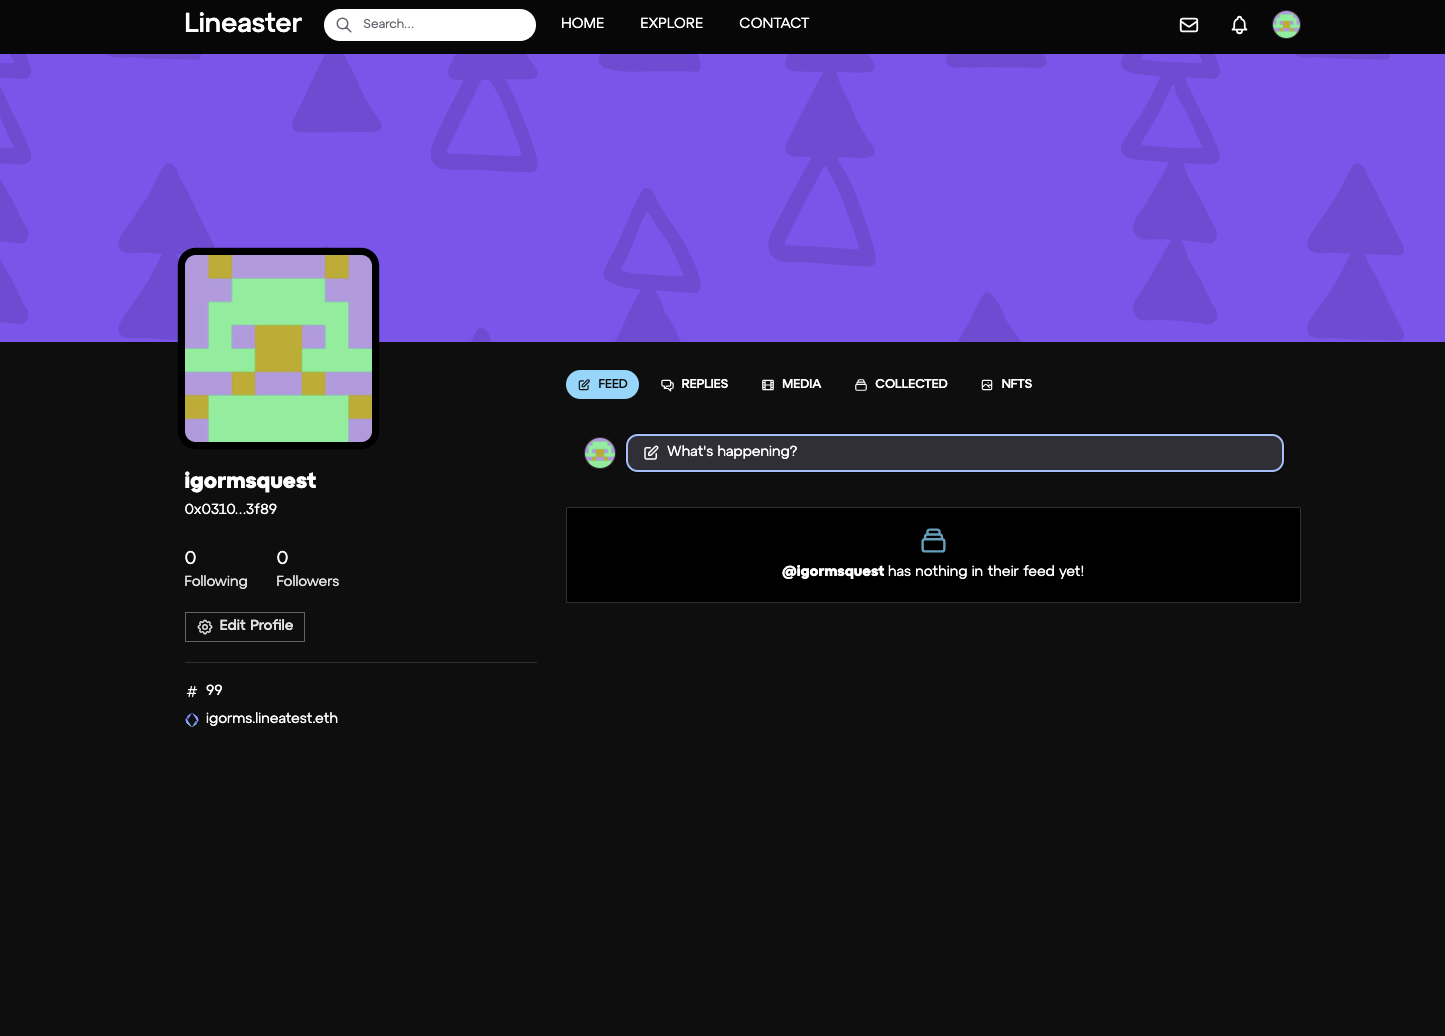 Lineaster
Search...
HOME
EXPLORE
CONTACT
FEED
REPLIES
MEDIA
COLLECTED
NFTS
What's happening?
igormsquest
0x0310…3f89
0
0
Following
Followers
@igormsquest has nothing in their feed yet!
Edit Profile
# 99
igorms.lineatest.eth